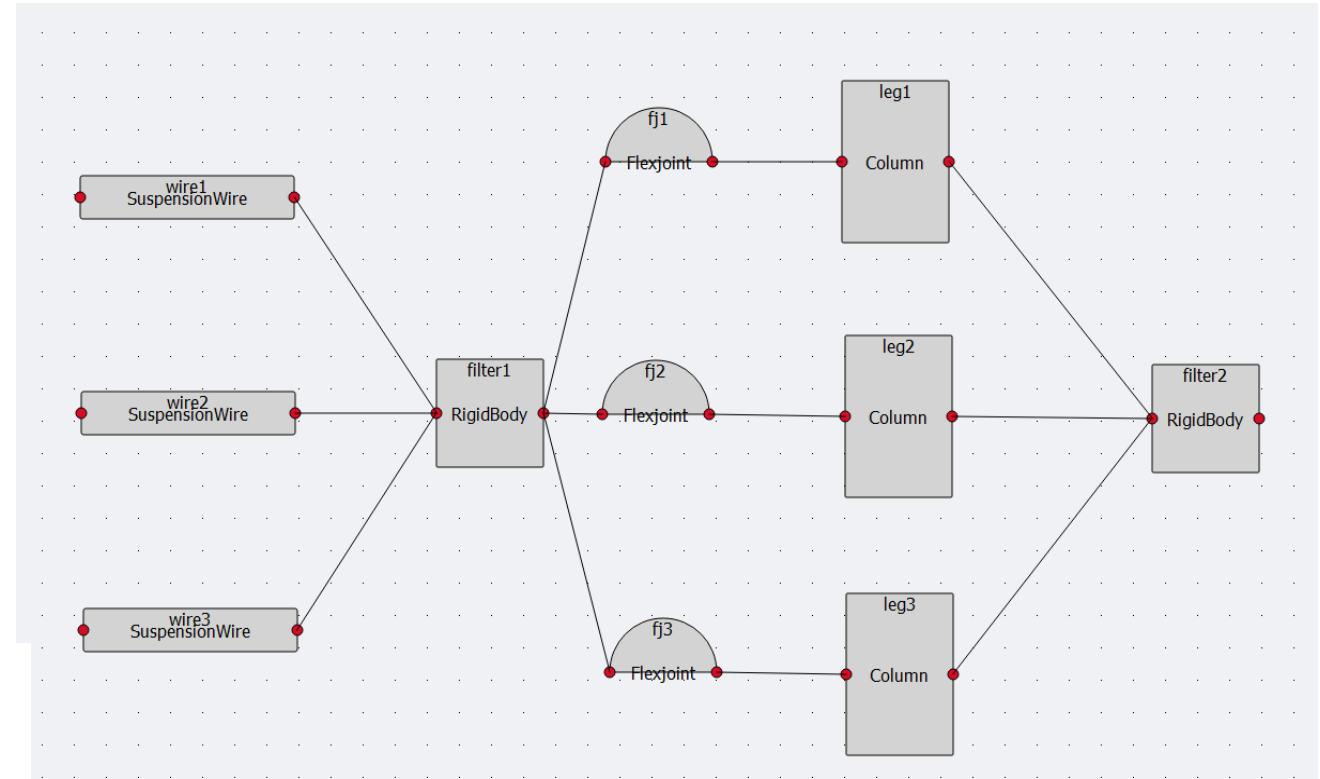 leg1
fj1
Flexjoint
Column
wire1
SuspensionWire
leg2
filter1
fj2
filter2
wire2
SuspensionWire
RigidBody
Flexjoint
Column
RigidBody
leg3
wire3
SuspensionWire
fj3
Flexjoint
Column